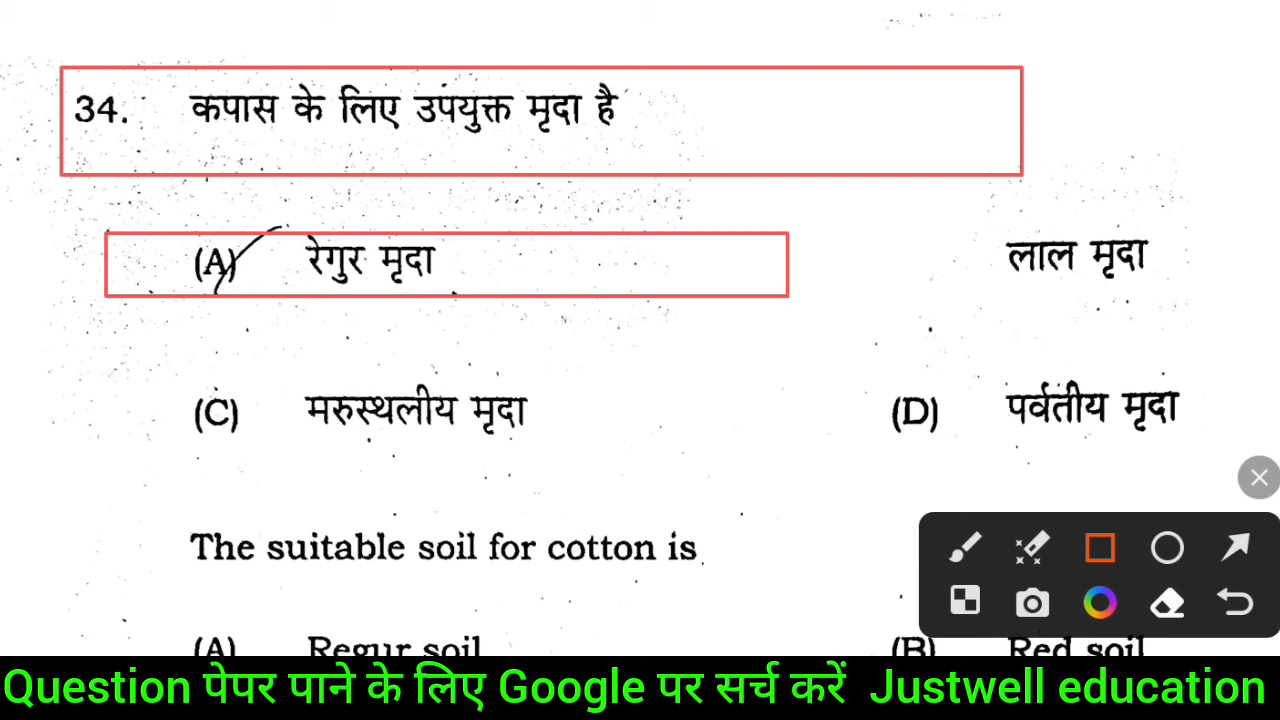 34. कपास के लिए उपयुक्त मृदा है
(A) रेगुर मृदा लाल मृदा
(C) मरुस्थलीय मृदा (D) पर्वतीय मृदा
The suitable soil for cotton is
(A) Regur soil (B) Red soil
Question पेपर पाने के लिए Google पर सर्च करें Justwell education